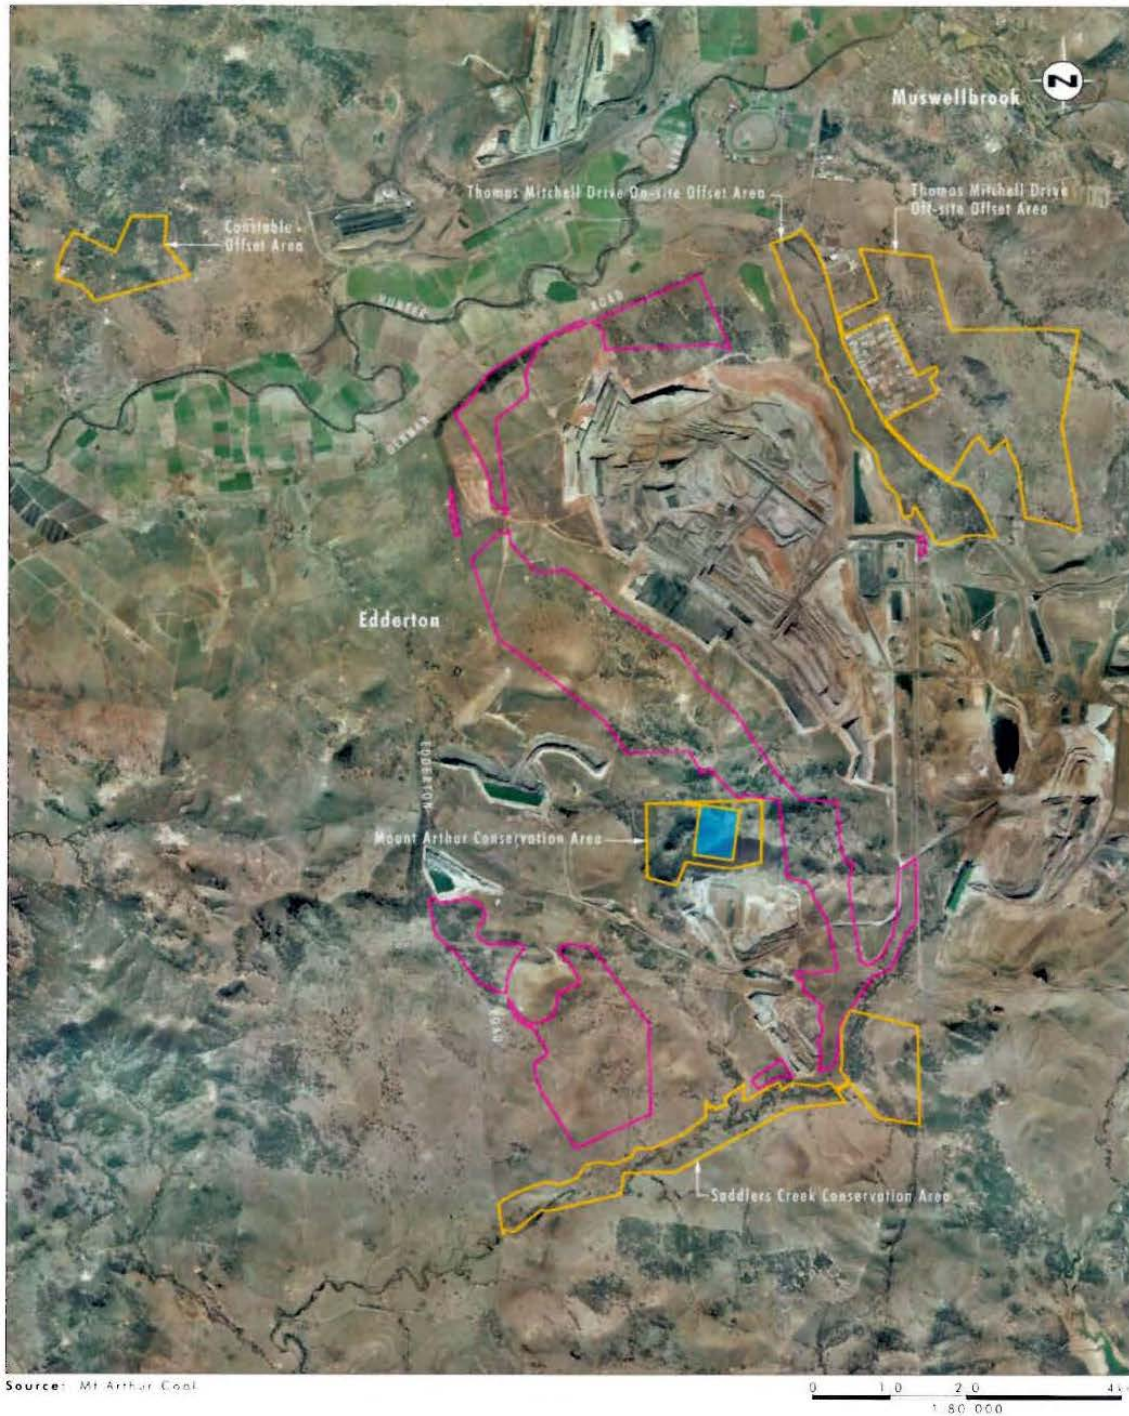 Muswellbrook
N
Thomas Mitchell Drive On-site Offset Area
Thomas Mitchell Drive
Off-site Offset Area
Constable
Offset Area
HUNTER
ROAD
DENMAN
Edderton
EDDERTON
Mount Arthur Conservation Area
ROAD
Saddlers Creek Conservation Area
Source: Mt Arthur Coal
0 1.0 2.0 4km
1:80 000